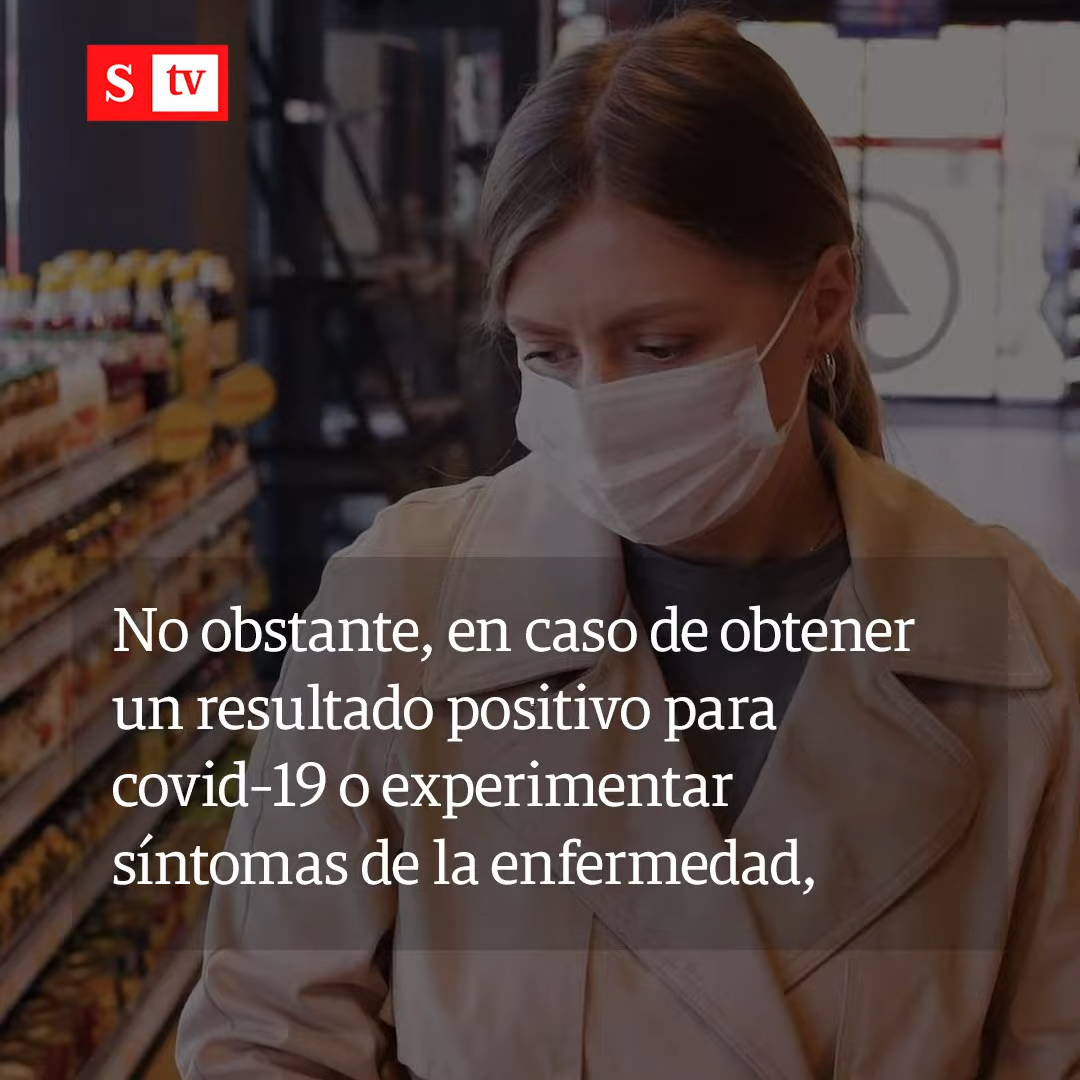 S tv
No obstante, en caso de obtener
un resultado positivo para
covid-19 o experimentar
síntomas de la enfermedad,